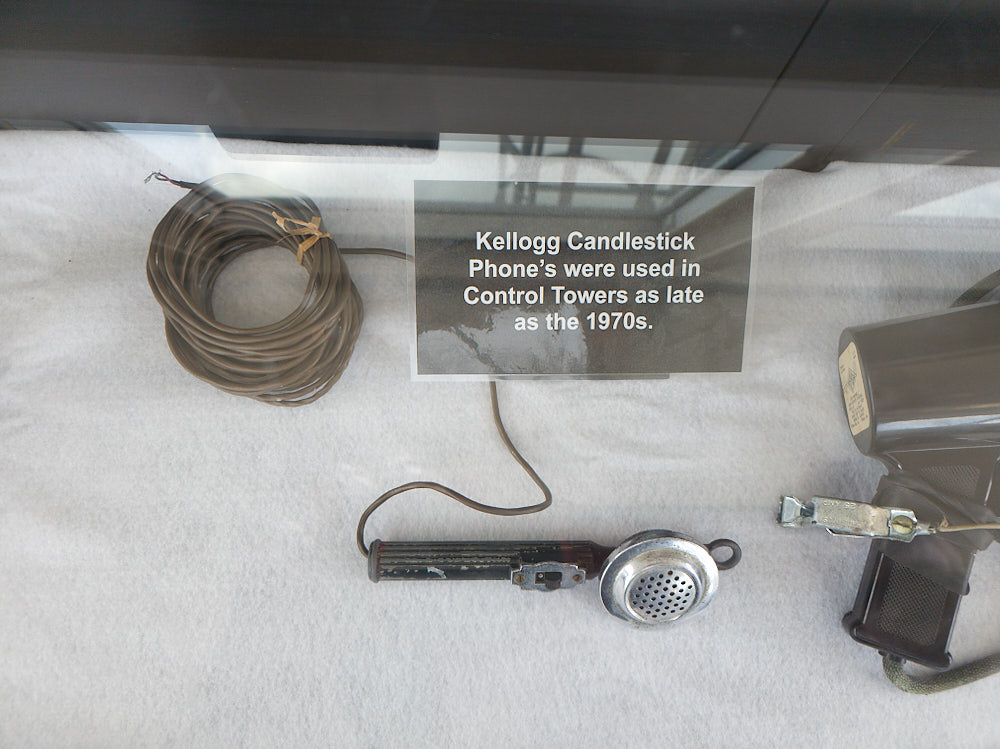 Kellogg Candlestick
Phone's were used in
Control Towers as late
as the 1970s.